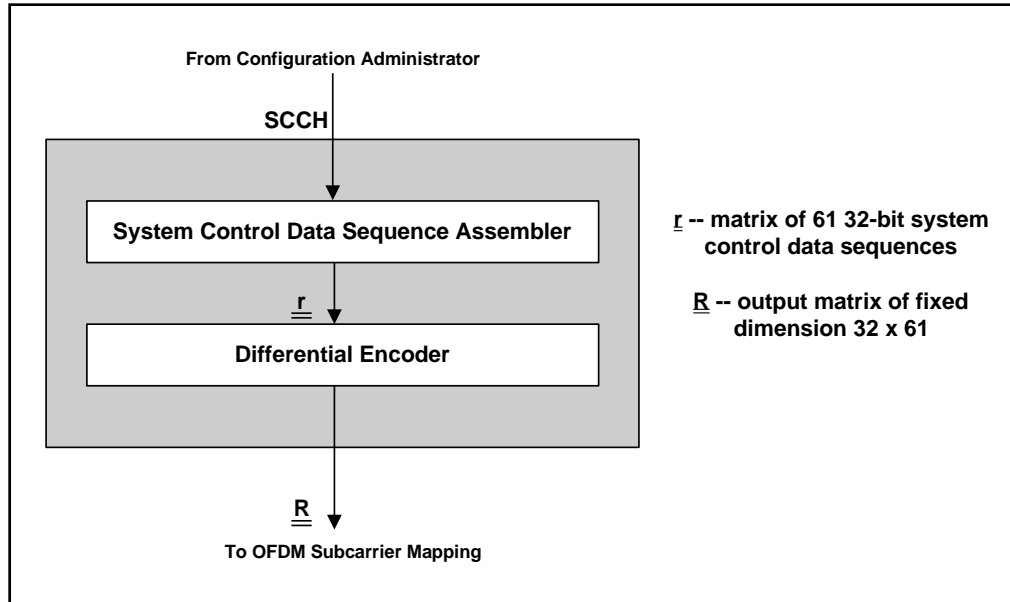 From Configuration Administrator
SCCH
System Control Data Sequence Assembler
r
Differential Encoder
R
To OFDM Subcarrier Mapping
r -- matrix of 61 32-bit system
control data sequences
R -- output matrix of fixed
dimension 32 x 61